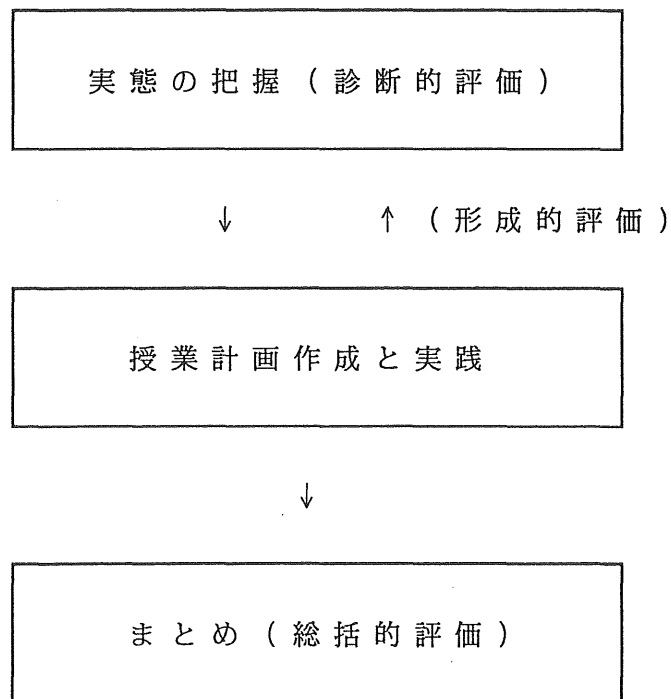 実態の把握(診断的評価)
↓ ↑(形成的評価)
授業計画作成と実践
↓
まとめ(総括的評価)